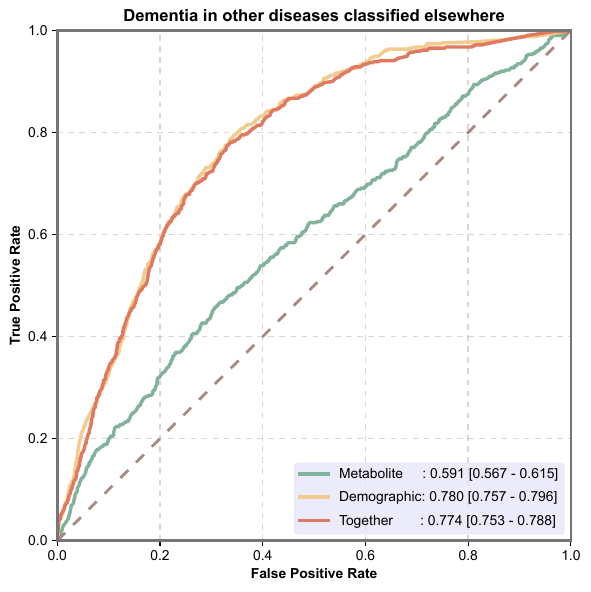 Dementia in other diseases classified elsewhere
1.0
0.8
0.6
0.4
0.2
0.0
True Positive Rate
Metabolite : 0.591 [0.567 - 0.615]
Demographic: 0.780 [0.757 - 0.796]
Together : 0.774 [0.753 - 0.788]
0.0 0.2 0.4 0.6 0.8 1.0
False Positive Rate